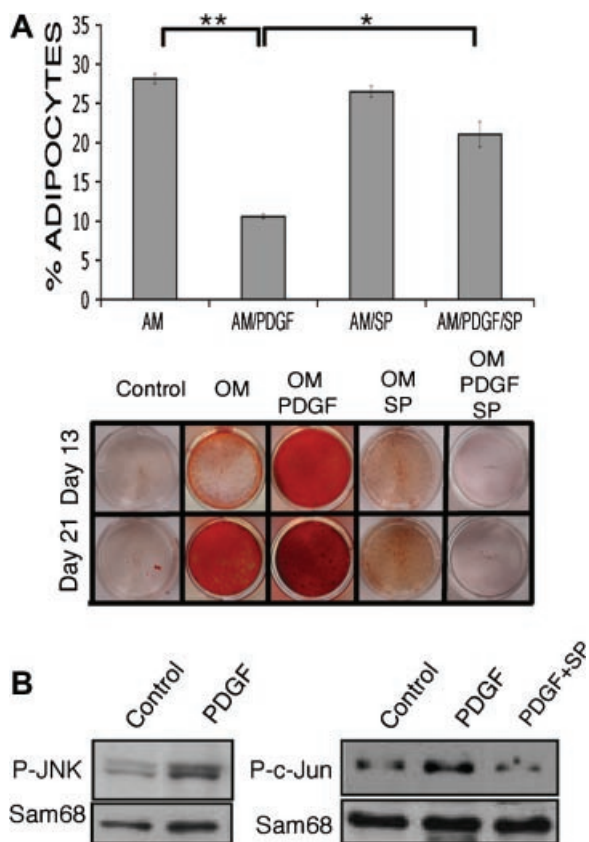 A
** *
35
30
25
20
15
10
5
0
% ADIPOCYTES
AM AM/PDGF AM/SP AM/PDGF/SP
Control OM OM PDGF OM SP OM PDGF SP
Day 13
Day 21
B
Control PDGF
P-JNK
Sam68
Control PDGF PDGF+SP
P-c-Jun
Sam68